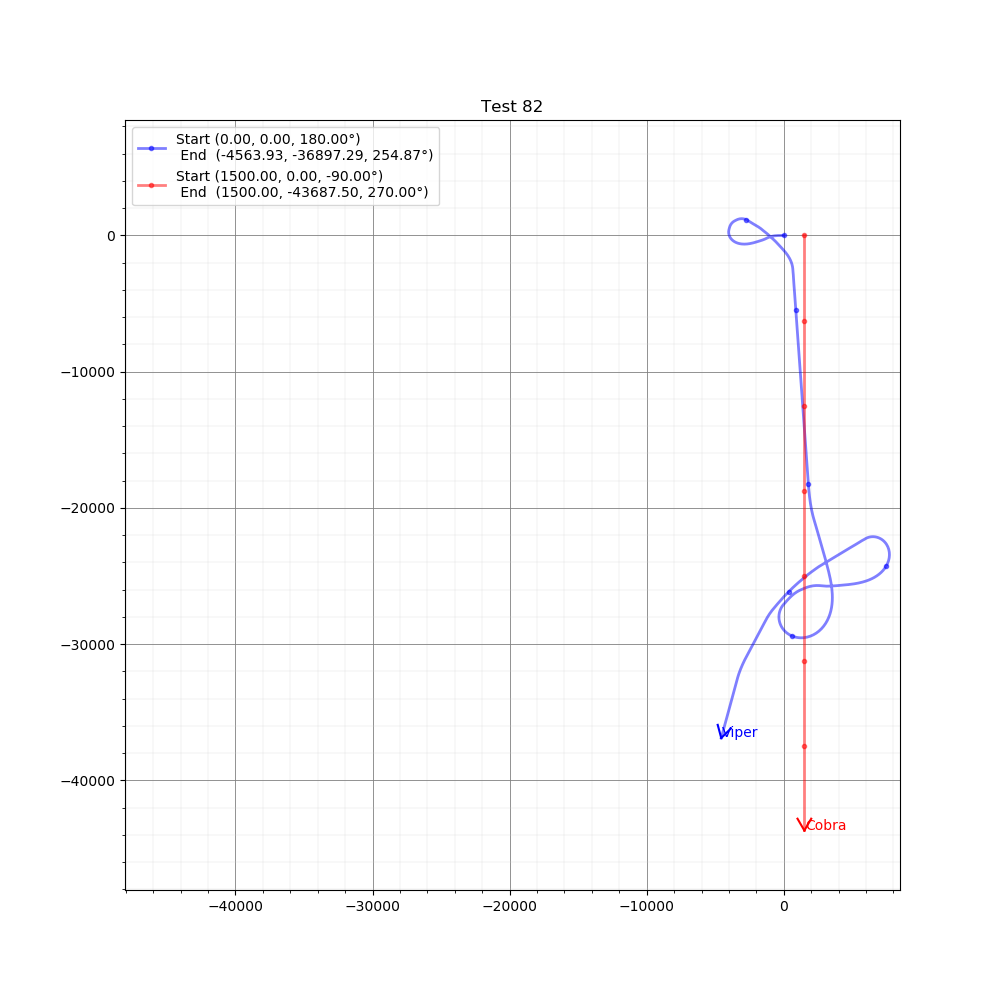 Test 82
Start (0.00, 0.00, 180.00°)
End (-4563.93, -36897.29, 254.87°)
Start (1500.00, 0.00, -90.00°)
End (1500.00, -43687.50, 270.00°)
0
−10000
−20000
−30000
−40000
Viper
Cobra
−40000 −30000 −20000 −10000 0